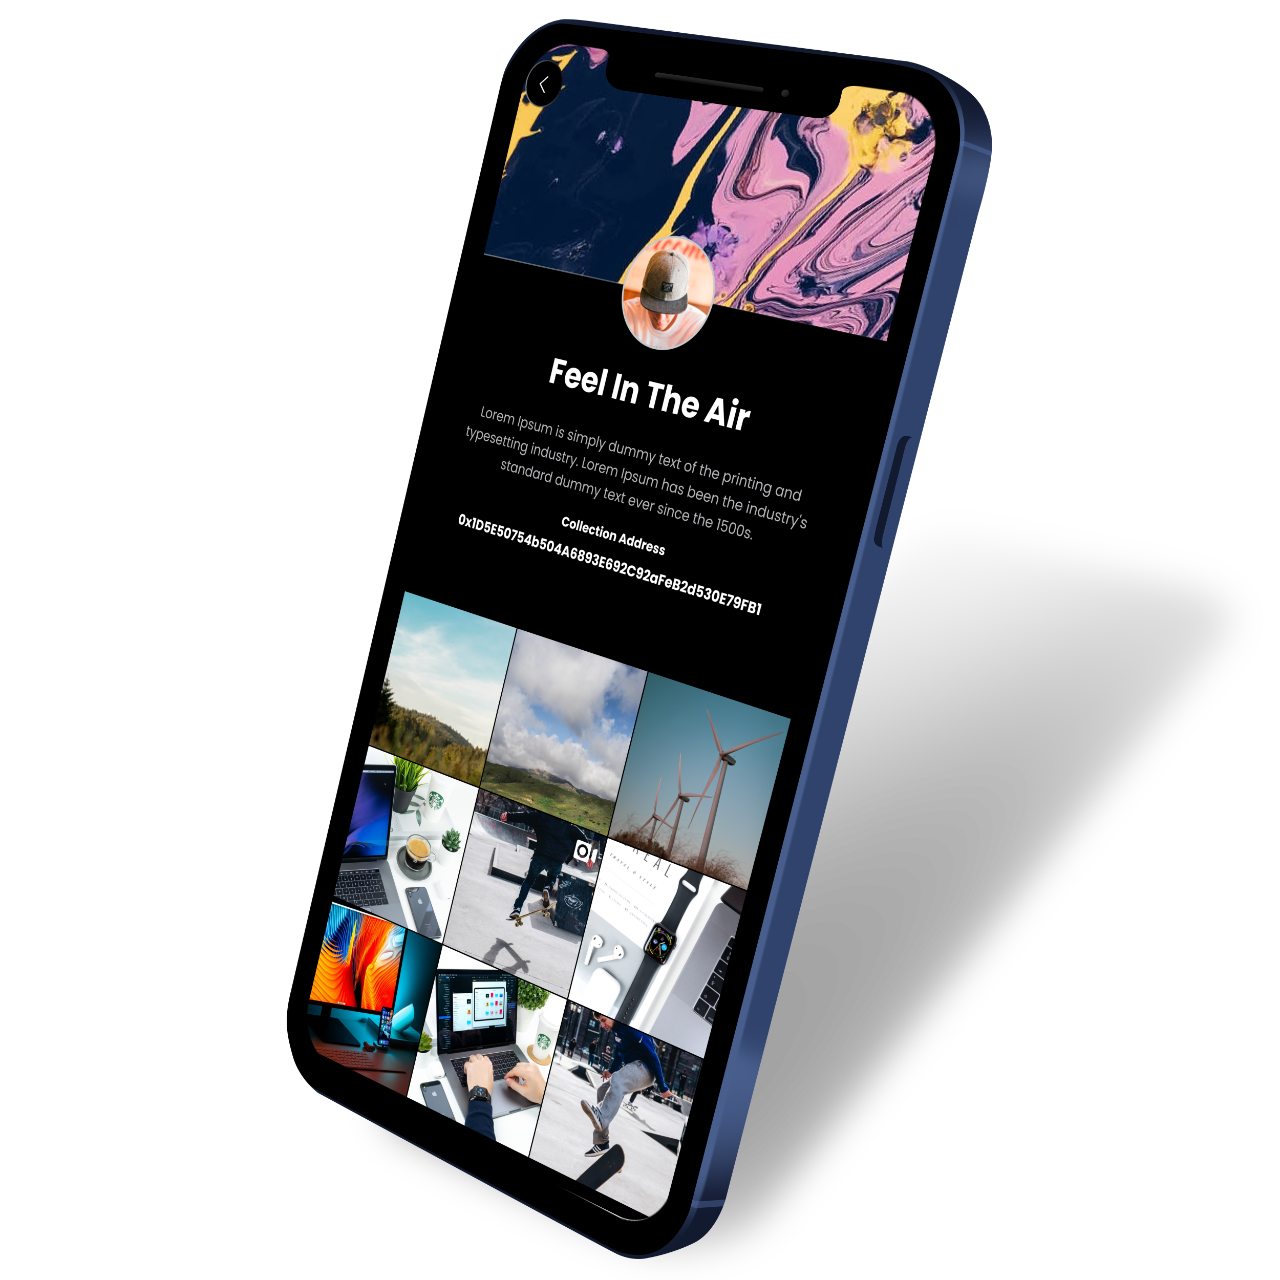 Feel In The Air
Lorem Ipsum is simply dummy text of the printing and
typesetting industry. Lorem Ipsum has been the industry's
standard dummy text ever since the 1500s.
Collection Address
0x1D5E50754b504A6893E692C92aFeB2d530E79FB1